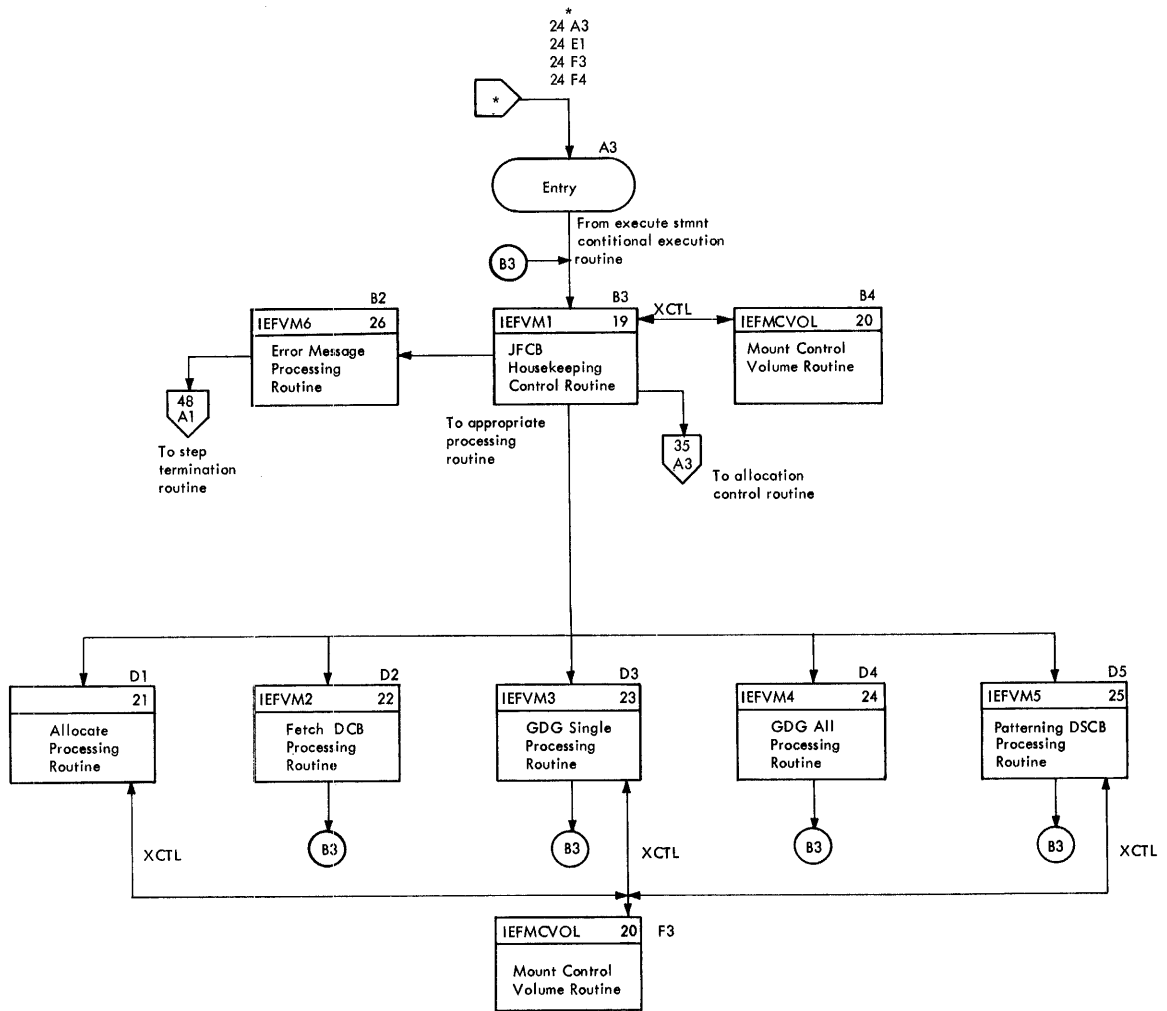 *
24 A3
24 E1
24 F3
24 F4
*
A3
Entry
From execute stmnt
contitional execution
routine
B3
B2
IEFVM6 26
Error Message
Processing
Routine
B3
IEFVM1 19
JFCB
Housekeeping
Control Routine
XCTL
B4
IEFMCVOL 20
Mount Control
Volume Routine
48
A1
To step
termination
routine
To appropriate
processing
routine
35
A3
To allocation
control routine
D1
21
Allocate
Processing
Routine
D2
IEFVM2 22
Fetch DCB
Processing
Routine
D3
IEFVM3 23
GDG Single
Processing
Routine
D4
IEFVM4 24
GDG All
Processing
Routine
D5
IEFVM5 25
Patterning DSCB
Processing
Routine
XCTL
B3
B3
XCTL
B3
B3
XCTL
IEFMCVOL 20
F3
Mount Control
Volume Routine